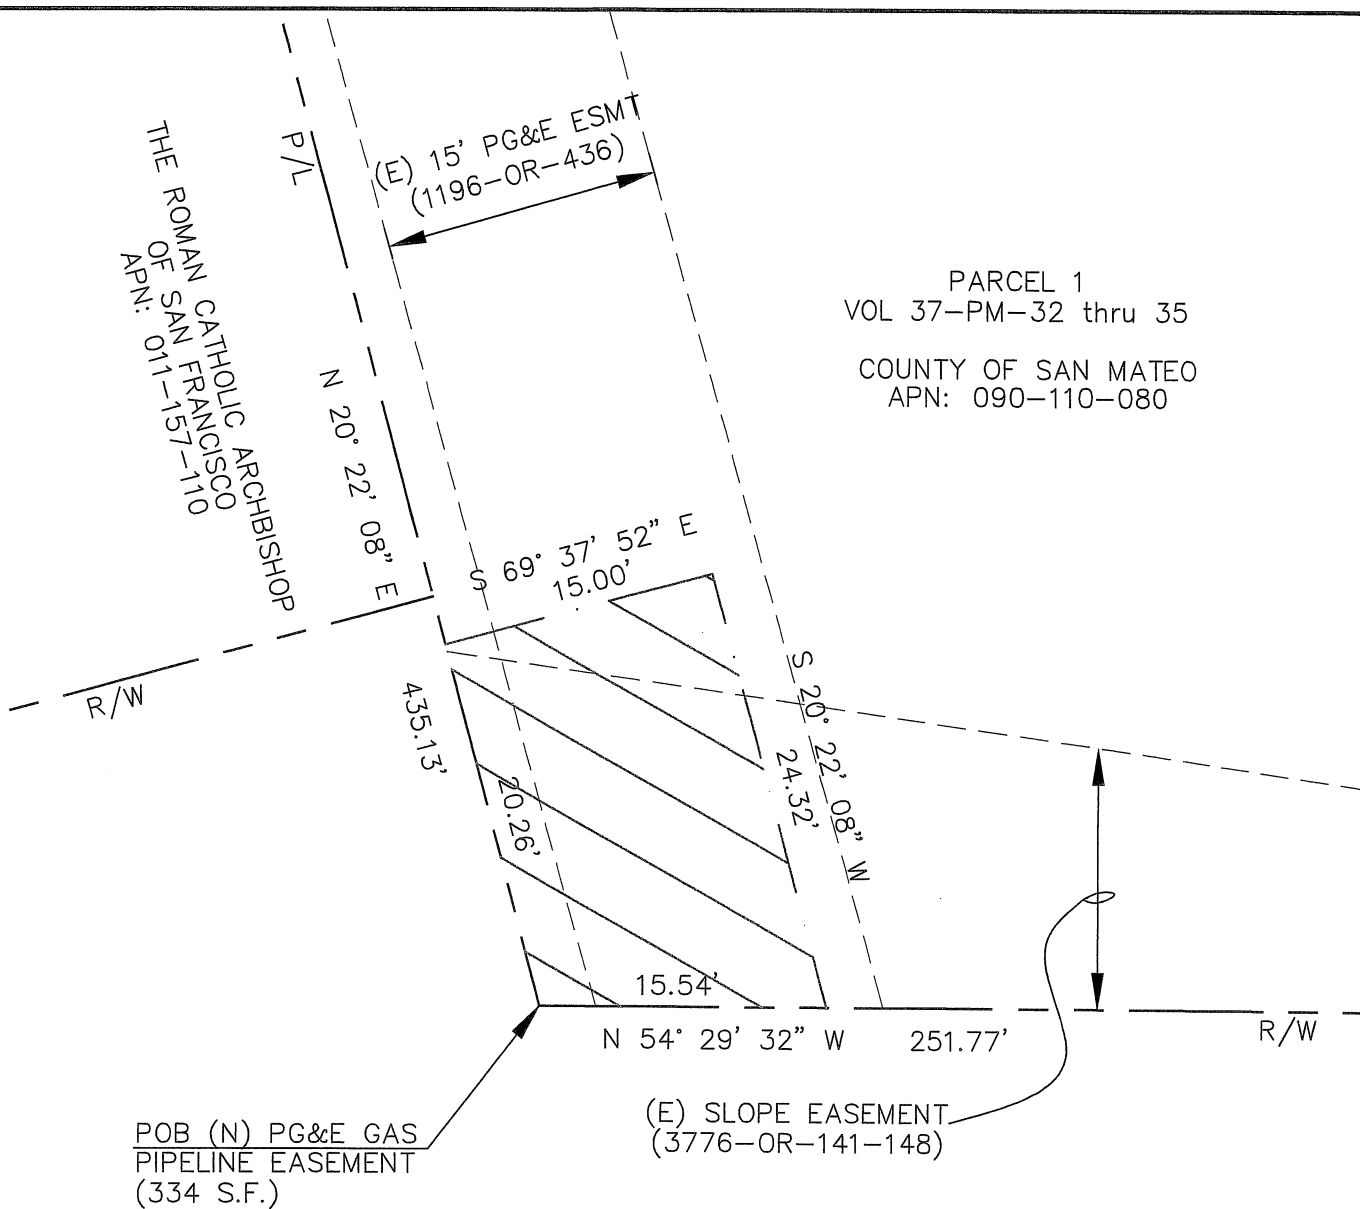 (E) 15' PG&E ESMT
(1196-OR-436)
P/L
THE ROMAN CATHOLIC ARCHBISHOP
OF SAN FRANCISCO
APN: 011-157-110
PARCEL 1
VOL 37-PM-32 thru 35
COUNTY OF SAN MATEO
APN: 090-110-080
N 20° 22' 08" E
S 69° 37' 52" E
15.00'
R/W
435.13'
20.26'
S 20° 22' 08" W
24.32'
15.54'
N 54° 29' 32" W
251.77'
R/W
(E) SLOPE EASEMENT
(3776-OR-141-148)
POB (N) PG&E GAS
PIPELINE EASEMENT
(334 S.F.)